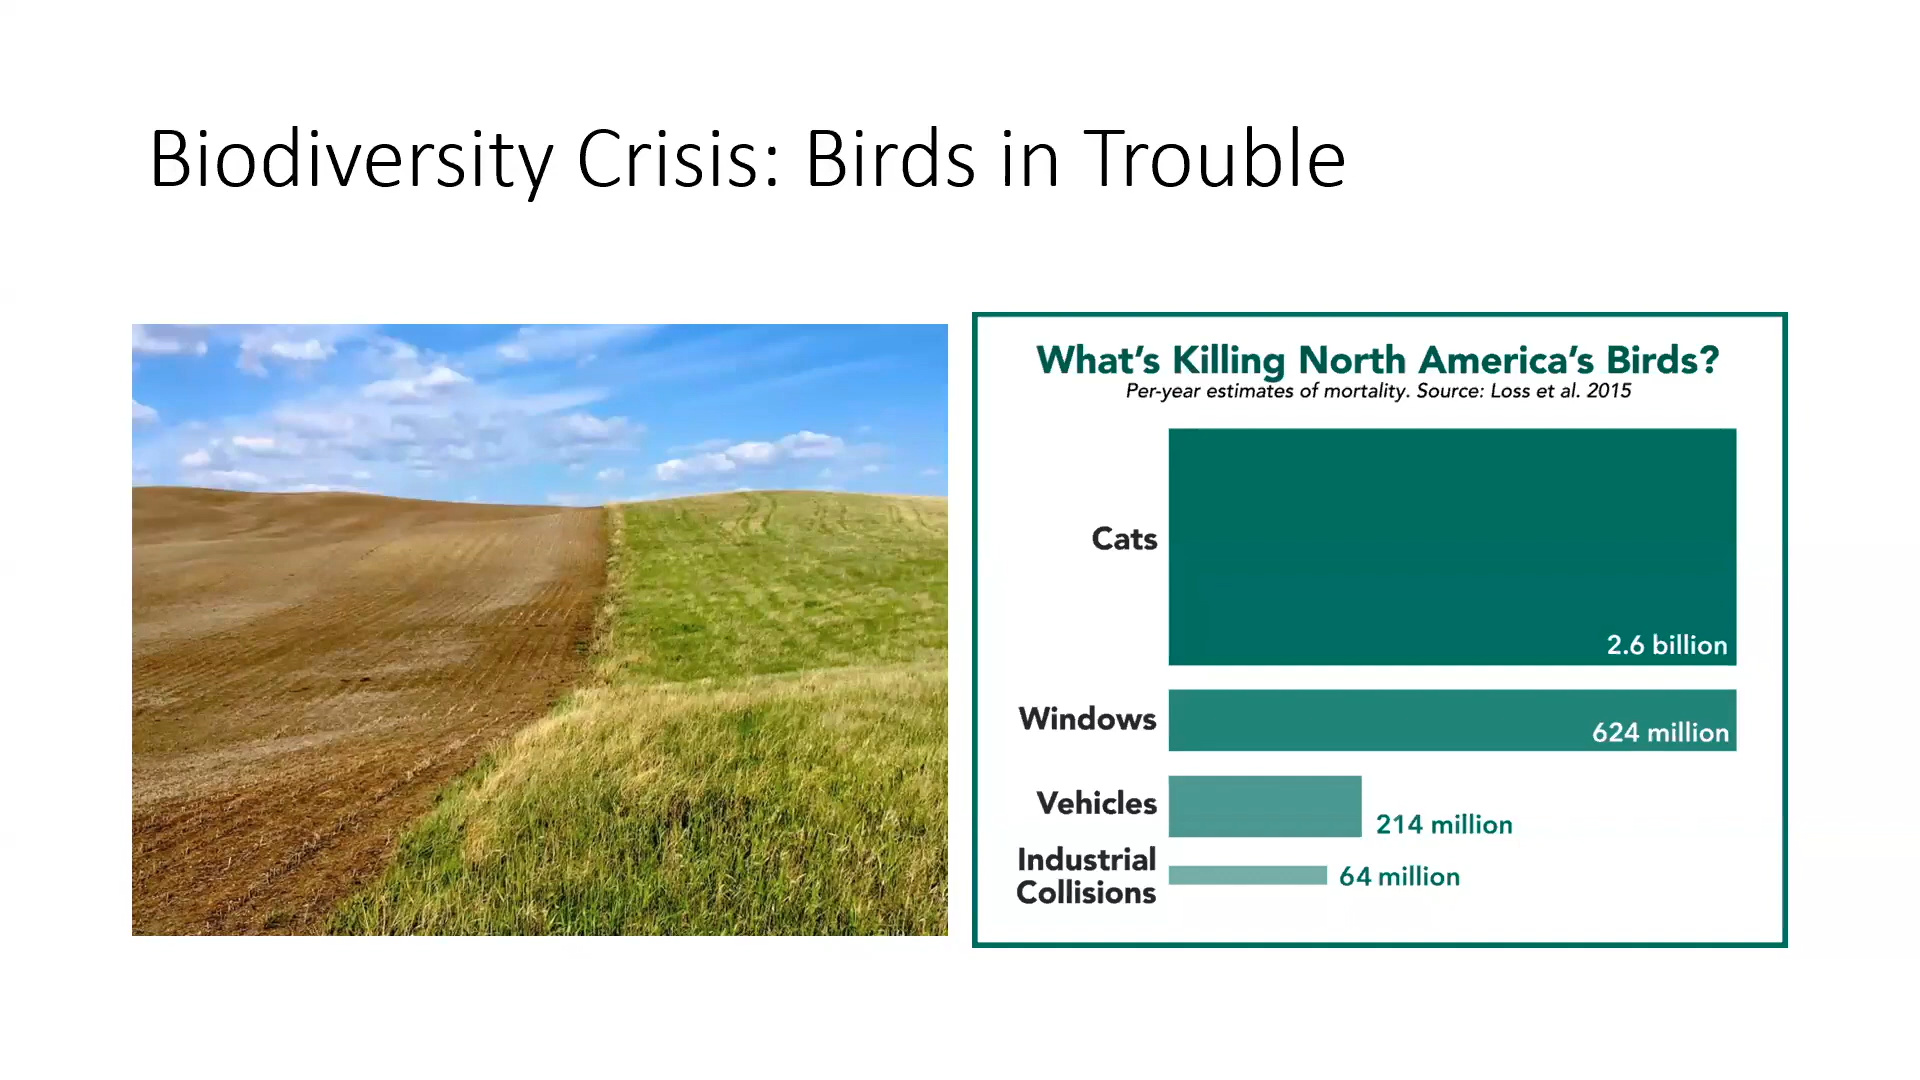 Biodiversity Crisis: Birds in Trouble
What’s Killing North America’s Birds?
Per-year estimates of mortality. Source: Loss et al. 2015
Cats
2.6 billion
Windows
624 million
Vehicles
214 million
Industrial
Collisions
64 million